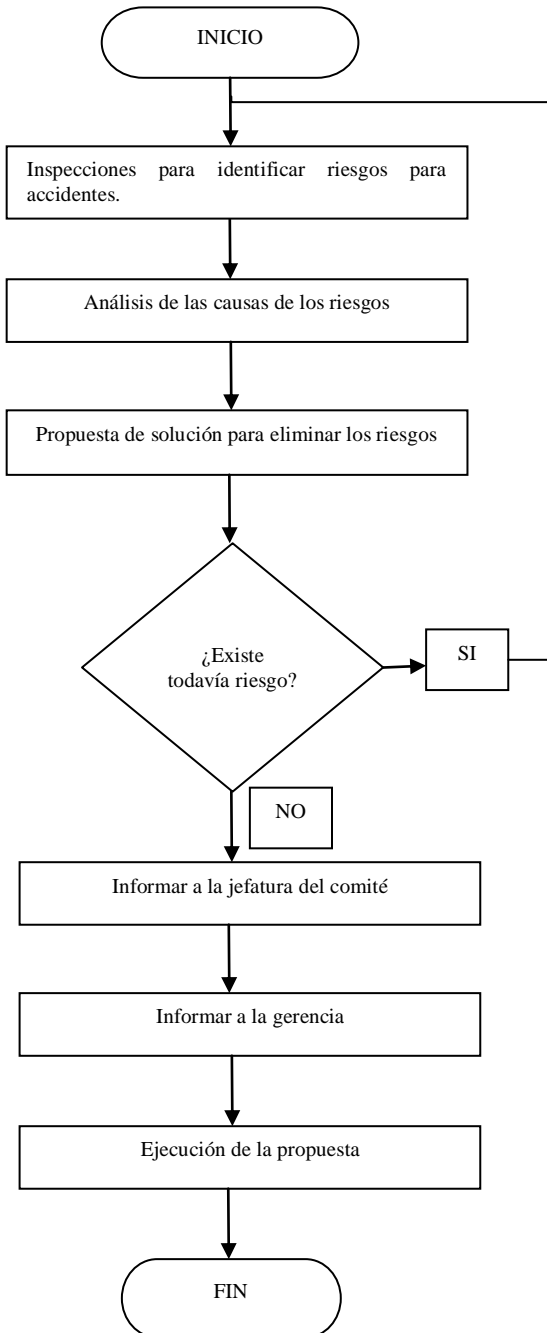 INICIO
Inspecciones para identificar riesgos para
accidentes.
Análisis de las causas de los riesgos
Propuesta de solución para eliminar los riesgos
¿Existe
todavía riesgo?
SI
NO
Informar a la jefatura del comité
Informar a la gerencia
Ejecución de la propuesta
FIN